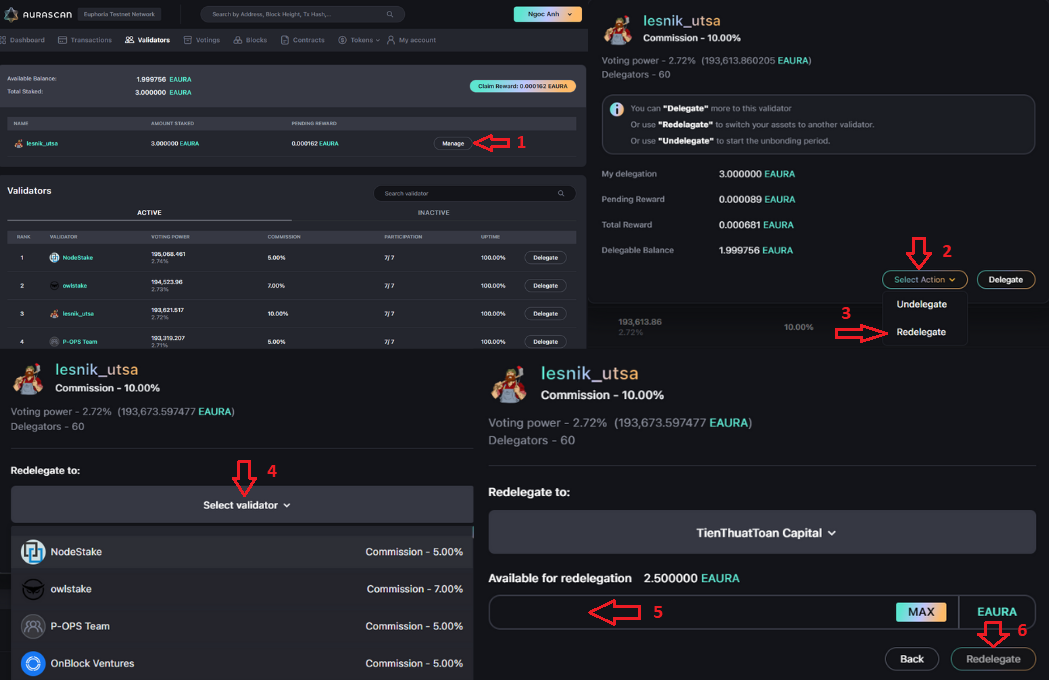 AURASCAN
Euphoria Testnet Network
Search by Address, Block Height, Tx Hash,...
Ngoc Anh
Dashboard
Transactions
Validators
Votings
Blocks
Contracts
Tokens
My account
Available Balance: 1.999756 EAURA
Total Staked: 3.000000 EAURA
Claim Reward: 0.000162 EAURA
NAME AMOUNT STAKED PENDING REWARD
lesnik_utsa 3.000000 EAURA 0.000162 EAURA Manage 1
Validators
Search validator
ACTIVE INACTIVE
RANK VALIDATOR VOTING POWER COMMISSION PARTICIPATION UPTIME
1 NodeStake 195,068.461 5.00% 7/ 7 100.00% Delegate
2.74%
2 owlstake 194,523.96 7.00% 7/ 7 100.00% Delegate
2.73%
3 lesnik_utsa 193,621.517 10.00% 7/ 7 100.00% Delegate
2.72%
4 P-OPS Team 193,319.207 5.00% 7/ 7 100.00% Delegate
2.71%
lesnik_utsa
Commission - 10.00%
Voting power - 2.72% (193,613.860205 EAURA)
Delegators - 60
You can "Delegate" more to this validator
Or use "Redelagate" to switch your assets to another validator.
Or use "Undelegate" to start the unbonding period.
My delegation 3.000000 EAURA
Pending Reward 0.000089 EAURA
Total Reward 0.000681 EAURA
Delegable Balance 1.999756 EAURA
2
Select Action Delegate
Undelegate
3
Redelegate
193,613.86 10.00%
2.72%
lesnik_utsa
Commission - 10.00%
Voting power - 2.72% (193,673.597477 EAURA)
Delegators - 60
Redelegate to:
4
Select validator
NodeStake Commission - 5.00%
owlstake Commission - 7.00%
P-OPS Team Commission - 5.00%
OnBlock Ventures Commission - 5.00%
lesnik_utsa
Commission - 10.00%
Voting power - 2.72% (193,673.597477 EAURA)
Delegators - 60
Redelegate to:
TienThuatToan Capital
Available for redelegation 2.500000 EAURA
5 MAX EAURA
6
Back Redelegate